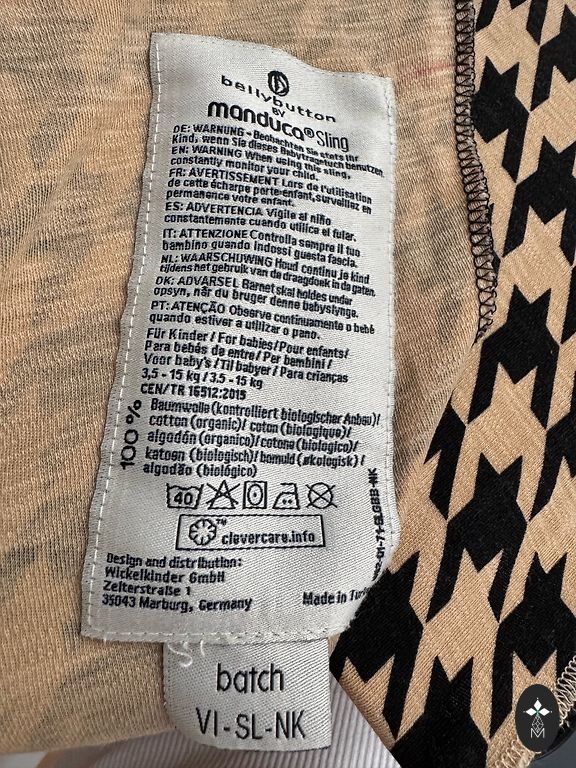 bellybutton
BY
manduca® Sling
DE: WARNUNG - Beobachten Sie stets Ihr
Kind, wenn Sie dieses Babytragetuch benutzen.
EN: WARNING When using this sling,
constantly monitor your child.
FR: AVERTISSEMENT Lors de l'utilisation
de cette écharpe porte-enfant, surveillez en
permanence votre enfant.
ES: ADVERTENCIA Vigile al niño
constantemente cuando utilice el fular.
IT: ATTENZIONE Controlla sempre il tuo
bambino quando indossi questa fascia.
NL: WAARSCHUWING Houd continu je kind
tijdens het gebruik van de draagdoek in de gaten.
DK: ADVARSEL Barnet skal holdes under
opsyn, når du bruger denne babyslynge.
PT: ATENÇÃO Observe continuamente o bebé
quando estiver a utilizar o pano.
Für Kinder / For babies / Pour enfants/
Para bebés de entre / Per bambini /
Voor baby's / Til babyer / Para crianças
3,5 - 15 kg / 3.5 - 15 kg
CEN/TR 16512:2015
100 %
Baumwolle (kontrolliert biologischer Anbau)/
cotton (organic)/ coton (biologique)/
algodón (organico)/ cotone (biologico)/
katoen (biologisch)/ bomuld (økologisk)/
algodão (biológico)
40
™ clevercare.info
Design and distribution:
Wickelkinder GmbH
Zelterstraße 1
35043 Marburg, Germany
Made in
batch
VI-SL-NK
M